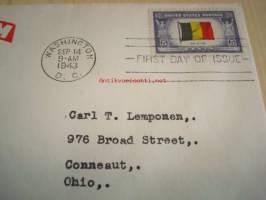 WASHINGTON
SEP 14
9-AM
1943
D. C.
UNITED STATES POSTAGE
FIRST DAY OF ISSUE
Antiikvoimisto.net
Carl T. Lemponen,.
976 Broad Street,.
Conneaut,.
Ohio,.